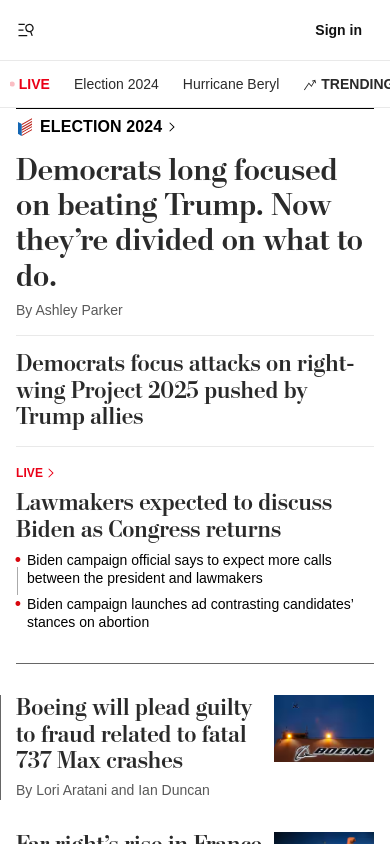 Sign in
LIVE
Election 2024
Hurricane Beryl
TRENDING
ELECTION 2024
Democrats long focused
on beating Trump. Now
they’re divided on what to
do.
By Ashley Parker
Democrats focus attacks on right-
wing Project 2025 pushed by
Trump allies
LIVE
Lawmakers expected to discuss
Biden as Congress returns
Biden campaign official says to expect more calls
between the president and lawmakers
Biden campaign launches ad contrasting candidates’
stances on abortion
Boeing will plead guilty
to fraud related to fatal
737 Max crashes
BOEING
By Lori Aratani and Ian Duncan
Far right’s rise in France